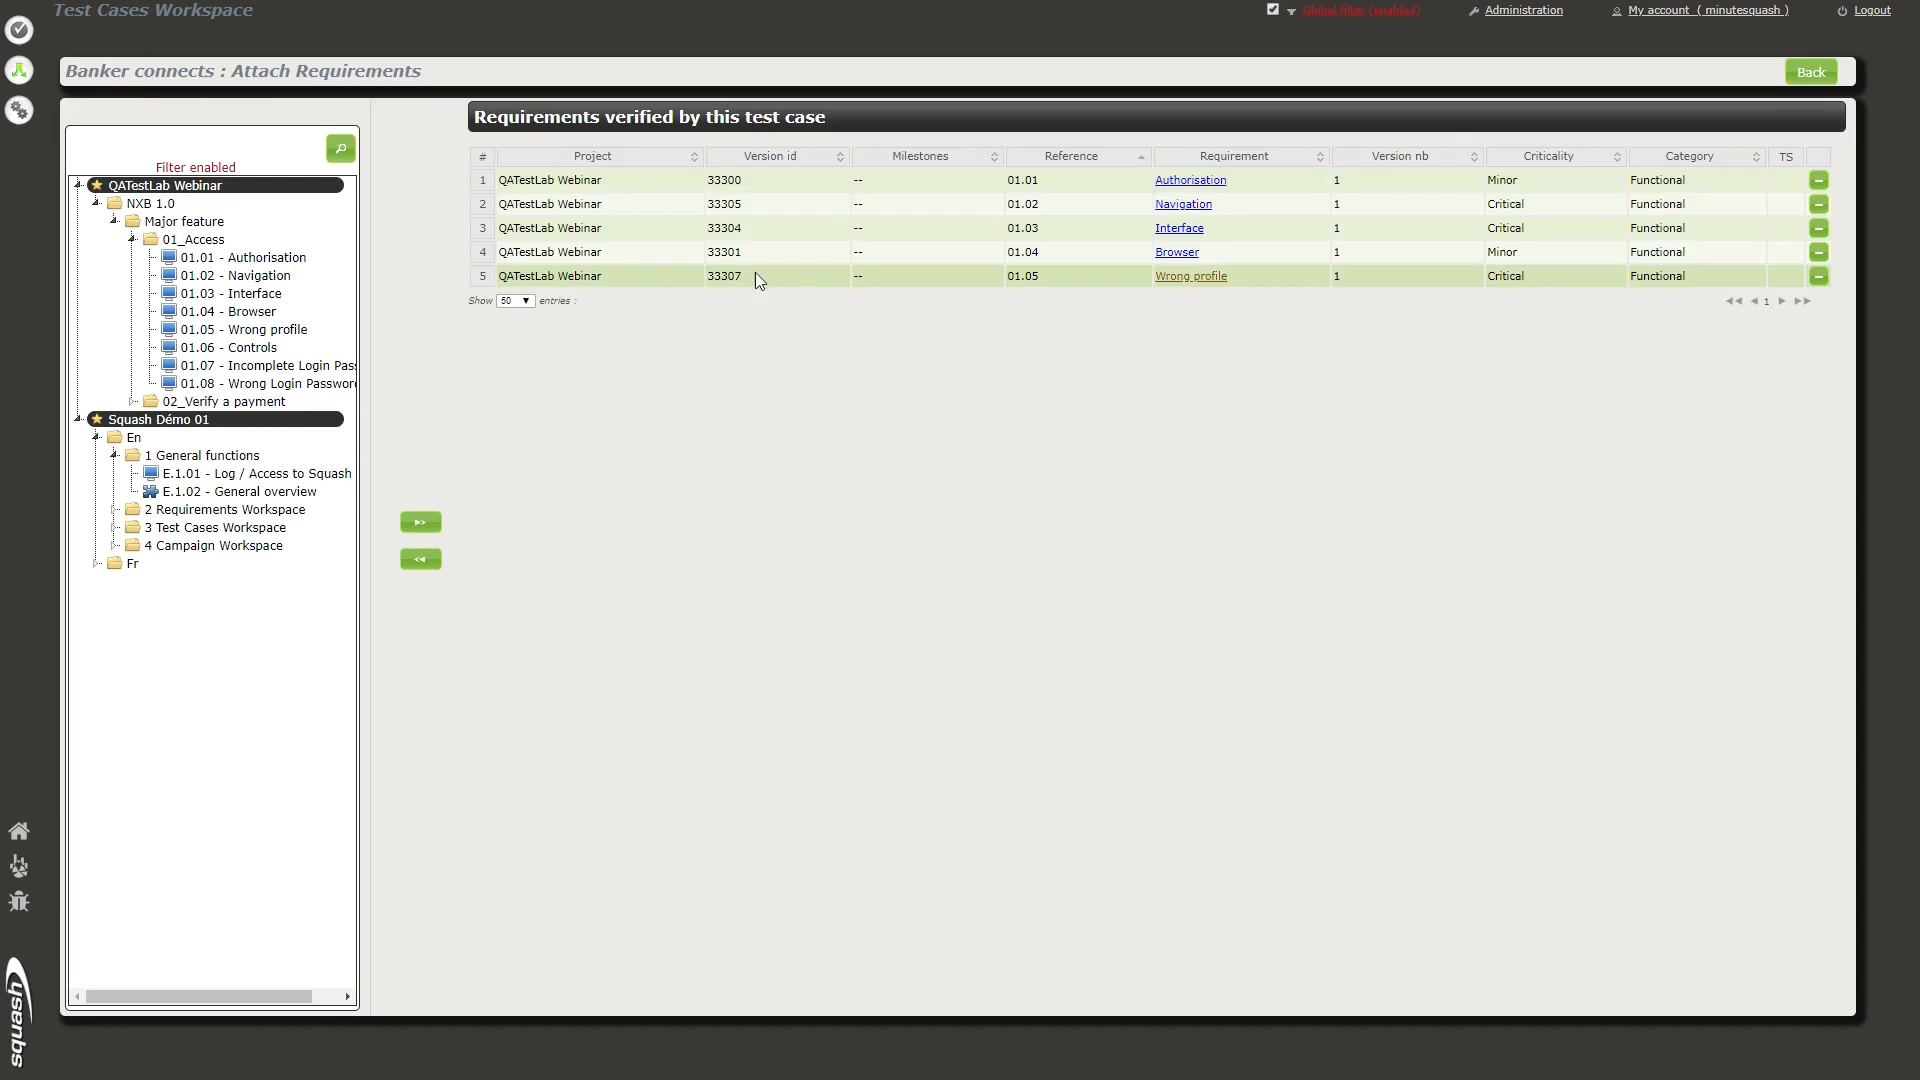 Test Cases Workspace
Global filter (enabled)
Administration
My account ( minutesquash )
Logout
Banker connects : Attach Requirements
Back
Filter enabled
QATestLab Webinar
NXB 1.0
Major feature
01_Access
01.01 - Authorisation
01.02 - Navigation
01.03 - Interface
01.04 - Browser
01.05 - Wrong profile
01.06 - Controls
01.07 - Incomplete Login Pas
01.08 - Wrong Login Password
02_Verify a payment
Squash Démo 01
En
1 General functions
E.1.01 - Log / Access to Squash
E.1.02 - General overview
2 Requirements Workspace
3 Test Cases Workspace
4 Campaign Workspace
Fr
Requirements verified by this test case
# Project Version id Milestones Reference Requirement Version nb Criticality Category TS
1 QATestLab Webinar 33300 -- 01.01 Authorisation 1 Minor Functional
2 QATestLab Webinar 33305 -- 01.02 Navigation 1 Critical Functional
3 QATestLab Webinar 33304 -- 01.03 Interface 1 Critical Functional
4 QATestLab Webinar 33301 -- 01.04 Browser 1 Minor Functional
5 QATestLab Webinar 33307 -- 01.05 Wrong profile 1 Critical Functional
Show 50 entries :
1
squash